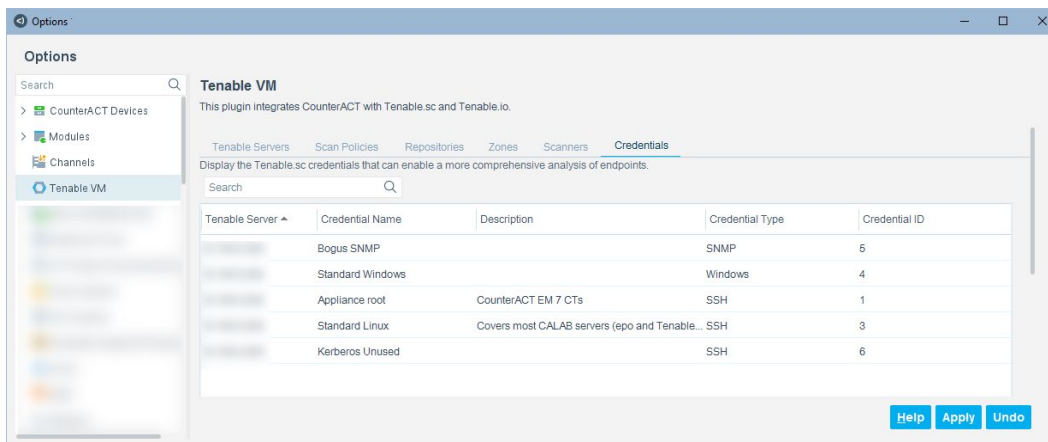 Options
Options
Search
CounterACT Devices
Modules
Channels
Tenable VM
Tenable VM
This plugin integrates CounterACT with Tenable.sc and Tenable.io.
Tenable Servers Scan Policies Repositories Zones Scanners Credentials
Display the Tenable.sc credentials that can enable a more comprehensive analysis of endpoints.
Search
Tenable Server Credential Name Description Credential Type Credential ID
Bogus SNMP SNMP 5
Standard Windows Windows 4
Appliance root CounterACT EM 7 CTs SSH 1
Standard Linux Covers most CALAB servers (epo and Tenable... SSH 3
Kerberos Unused SSH 6
Help Apply Undo